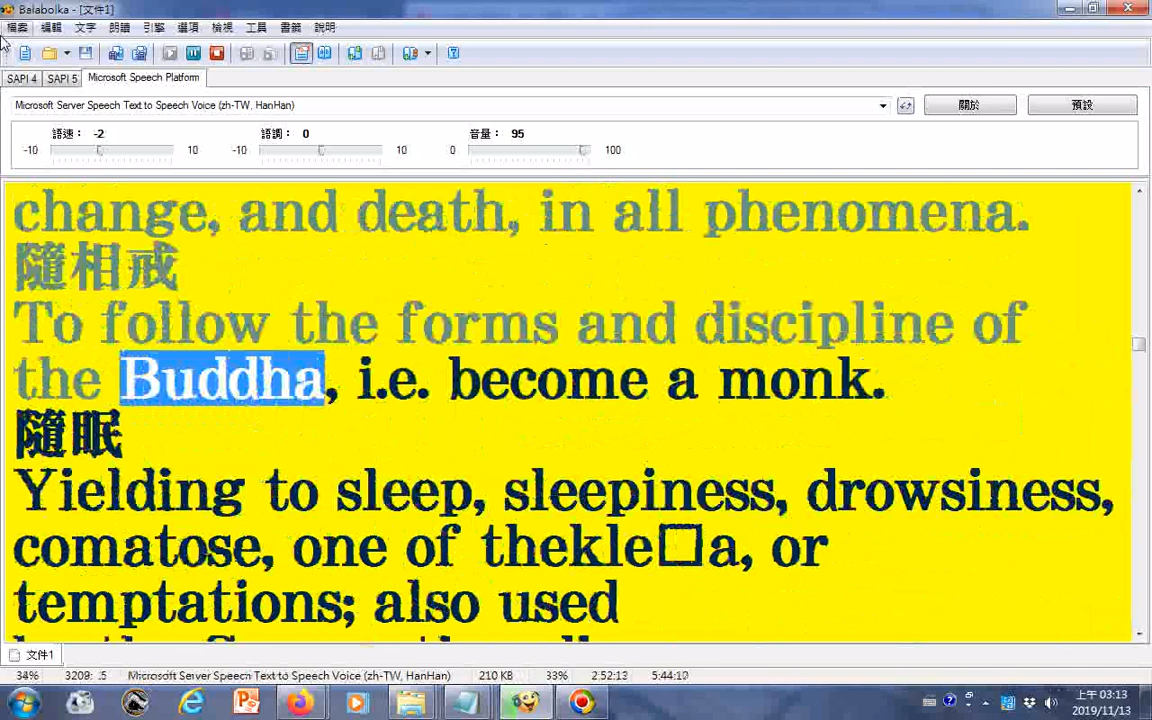 Balabolka - [文件1]
檔案 編輯 文字 朗讀 引擎 選項 檢視 工具 書籤 說明
SAPI 4 SAPI 5 Microsoft Speech Platform
Microsoft Server Speech Text to Speech Voice (zh-TW, HanHan) 關於 預設
語速： -2 語調： 0 音量： 95
-10 10 -10 10 0 100
change, and death, in all phenomena.
隨相戒
To follow the forms and discipline of
the Buddha, i.e. become a monk.
隨眠
Yielding to sleep, sleepiness, drowsiness,
comatose, one of thekle□a, or
temptations; also used
文件1
34% 3209: .5 Microsoft Server Speech Text to Speech Voice (zh-TW, HanHan) 210 KB 33% 2:52:13 5:44:10
上午 03:13
2019/11/13